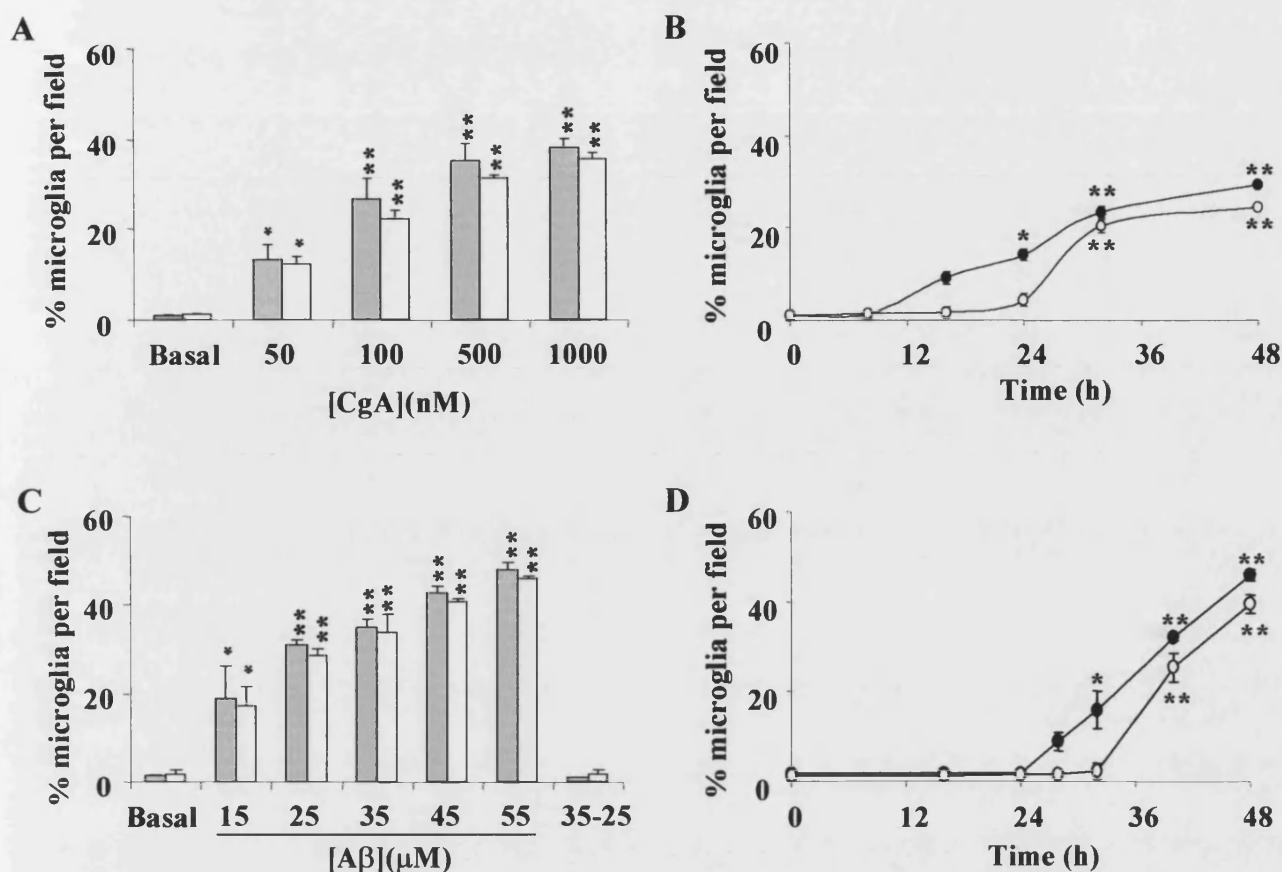 A
% microglia per field
60
40
20
0
* * ** ** ** ** ** **
Basal 50 100 500 1000
[CgA](nM)
B
% microglia per field
60
40
20
0
* ** ** ** **
0 12 24 36 48
Time (h)
C
% microglia per field
60
40
20
0
* * ** ** ** ** ** ** ** **
Basal 15 25 35 45 55 35-25
[Aβ](μM)
D
% microglia per field
60
40
20
0
* ** ** ** **
0 12 24 36 48
Time (h)